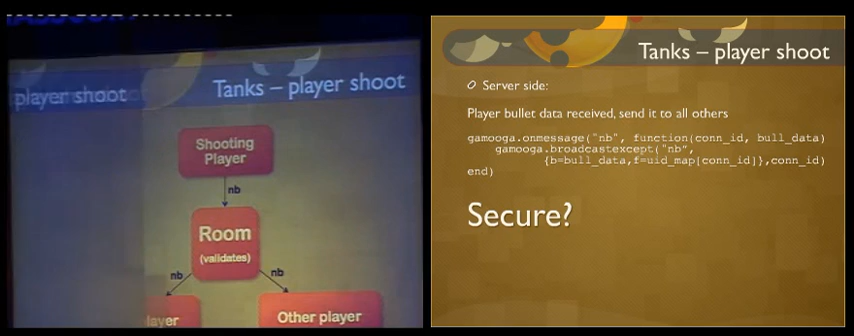 player shoot
Tanks – player shoot
Shooting
Player
nb
Room
(validates)
nb
nb
layer
Other player
Tanks – player shoot
Server side:
Player bullet data received, send it to all others
gamooga.onmessage("nb", function(conn_id, bull_data)
gamooga.broadcastexcept("nb",
{b=bull_data,f=uid_map[conn_id]},conn_id)
end)
Secure?